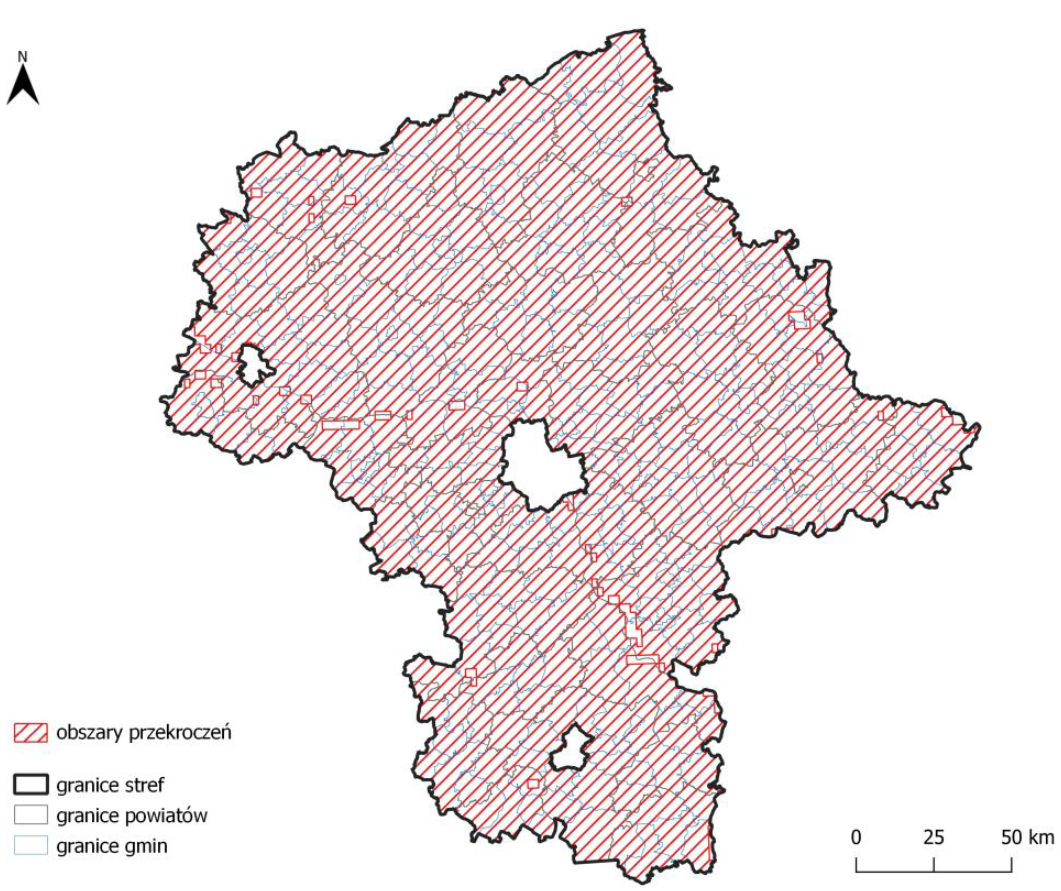 N
obszary przekroczeń
granice stref
granice powiatów
granice gmin
0 25 50 km